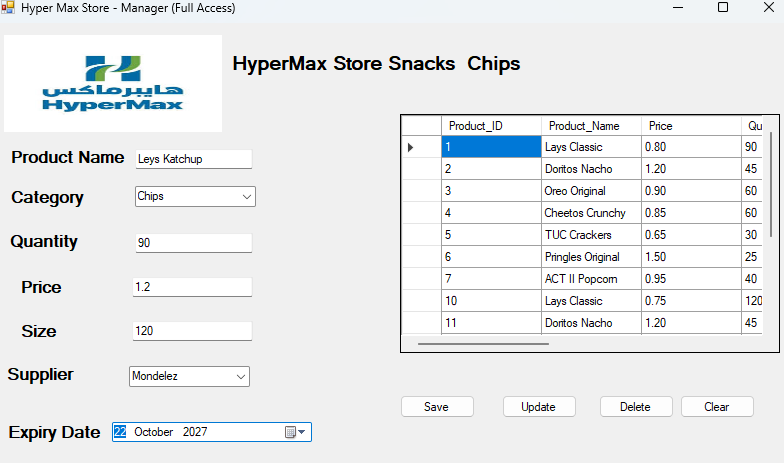 Hyper Max Store - Manager (Full Access)
هايبرماكس
HyperMax
HyperMax Store Snacks Chips
Product Name Leys Katchup
Category Chips
Quantity 90
Price 1.2
Size 120
Supplier Mondelez
Expiry Date 22 October 2027
Product_ID Product_Name Price Qu
1 Lays Classic 0.80 90
2 Doritos Nacho 1.20 45
3 Oreo Original 0.90 60
4 Cheetos Crunchy 0.85 60
5 TUC Crackers 0.65 30
6 Pringles Original 1.50 25
7 ACT II Popcorn 0.95 40
10 Lays Classic 0.75 120
11 Doritos Nacho 1.20 45
Save Update Delete Clear